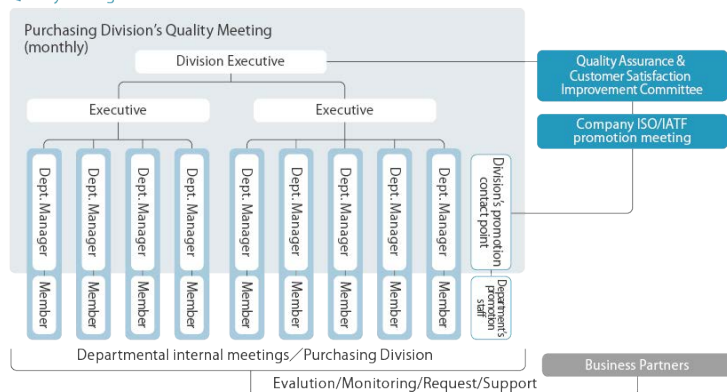 Purchasing Division's Quality Meeting
(monthly)
Division Executive
Quality Assurance &
Customer Satisfaction
Improvement Committee
Executive
Executive
Company ISO/IATF
promotion meeting
Dept. Manager
Dept. Manager
Dept. Manager
Dept. Manager
Dept. Manager
Dept. Manager
Dept. Manager
Dept. Manager
Dept. Manager
Division's promotion
contact point
Member
Member
Member
Member
Member
Member
Member
Member
Member
Department's
promotion
staff
Departmental internal meetings／Purchasing Division
Business Partners
Evalution/Monitoring/Request/Support